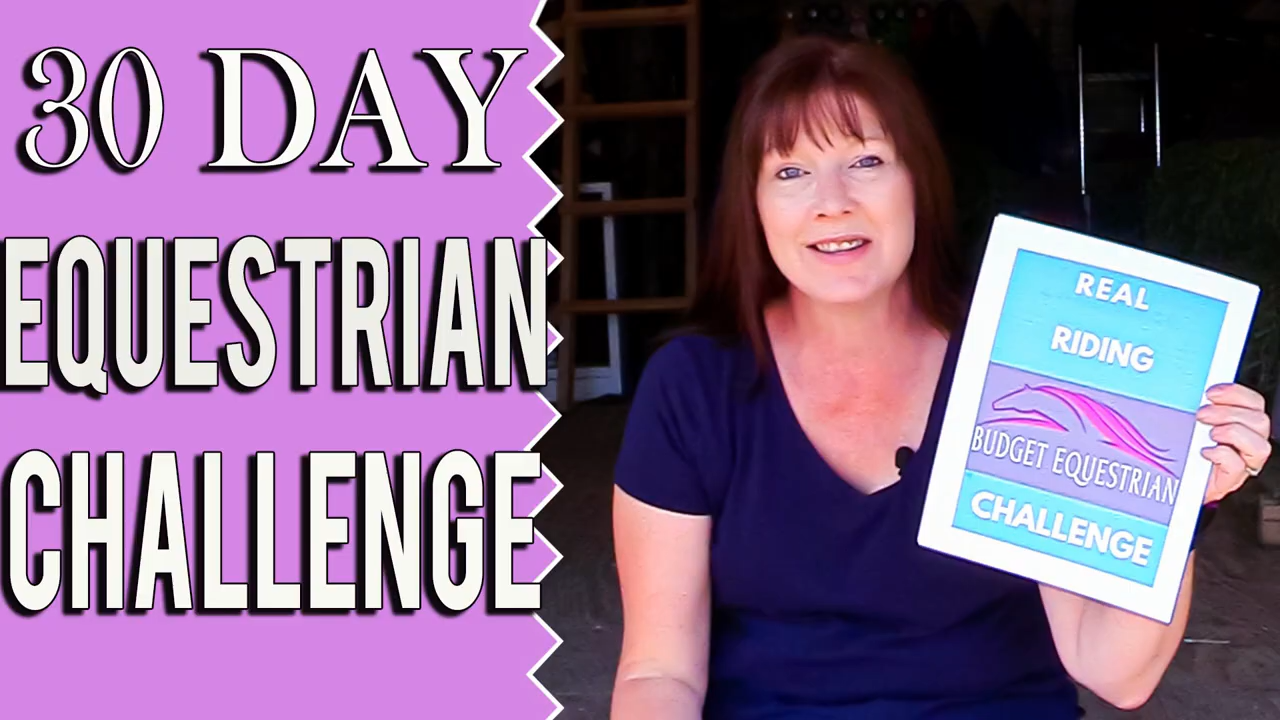 30 DAY
EQUESTRIAN
CHALLENGE
REAL
RIDING
BUDGET EQUESTRIAN
CHALLENGE